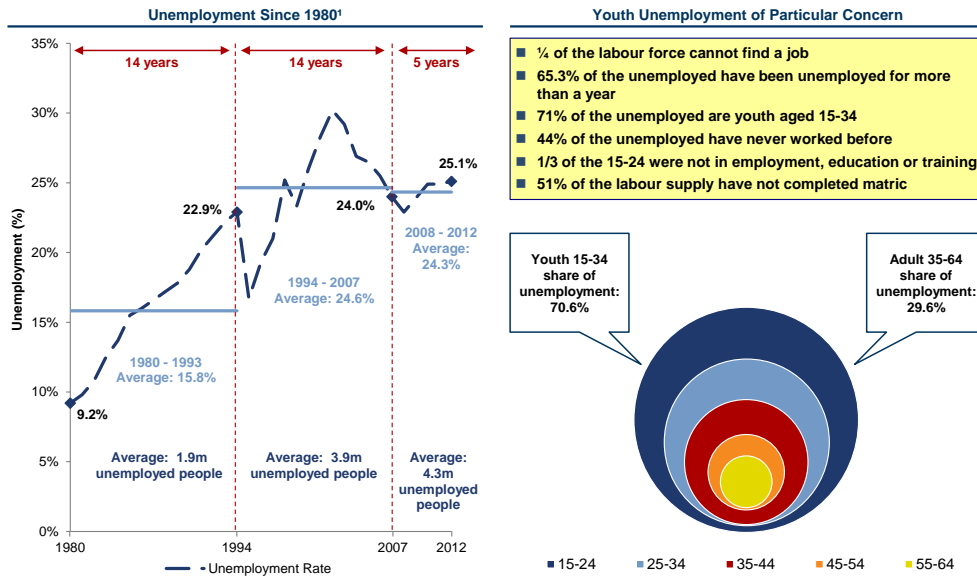 Unemployment Since 1980¹
35%
30%
25%
20%
15%
10%
5%
0%
Unemployment (%)
14 years
14 years
5 years
9.2%
22.9%
24.0%
25.1%
1980 - 1993
Average: 15.8%
1994 - 2007
Average: 24.6%
2008 - 2012
Average:
24.3%
Average: 1.9m
unemployed people
Average: 3.9m
unemployed people
Average:
4.3m
unemployed
people
1980
1994
2007
2012
Unemployment Rate
Youth Unemployment of Particular Concern
¼ of the labour force cannot find a job
65.3% of the unemployed have been unemployed for more
than a year
71% of the unemployed are youth aged 15-34
44% of the unemployed have never worked before
1/3 of the 15-24 were not in employment, education or training
51% of the labour supply have not completed matric
Youth 15-34
share of
unemployment:
70.6%
Adult 35-64
share of
unemployment:
29.6%
15-24
25-34
35-44
45-54
55-64